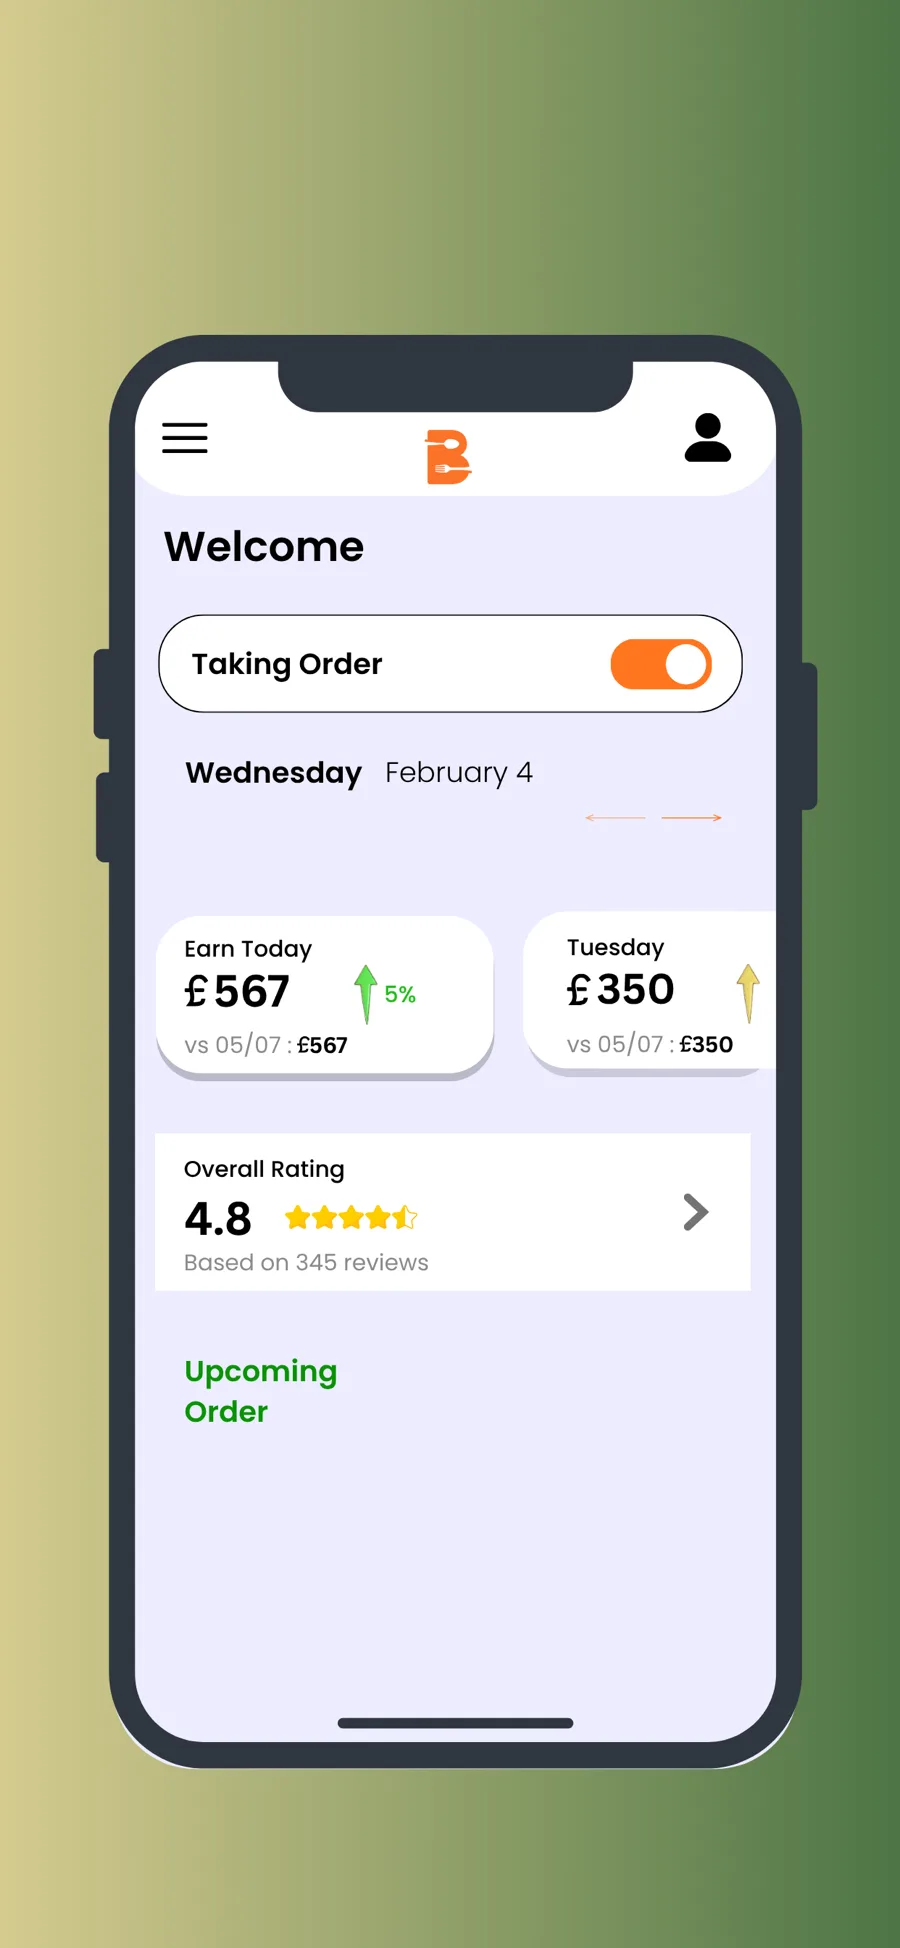 B
Welcome
Taking Order
Wednesday February 4
Earn Today
£567
5%
vs 05/07 : £567
Tuesday
£350
vs 05/07 : £350
Overall Rating
4.8
Based on 345 reviews
Upcoming
Order